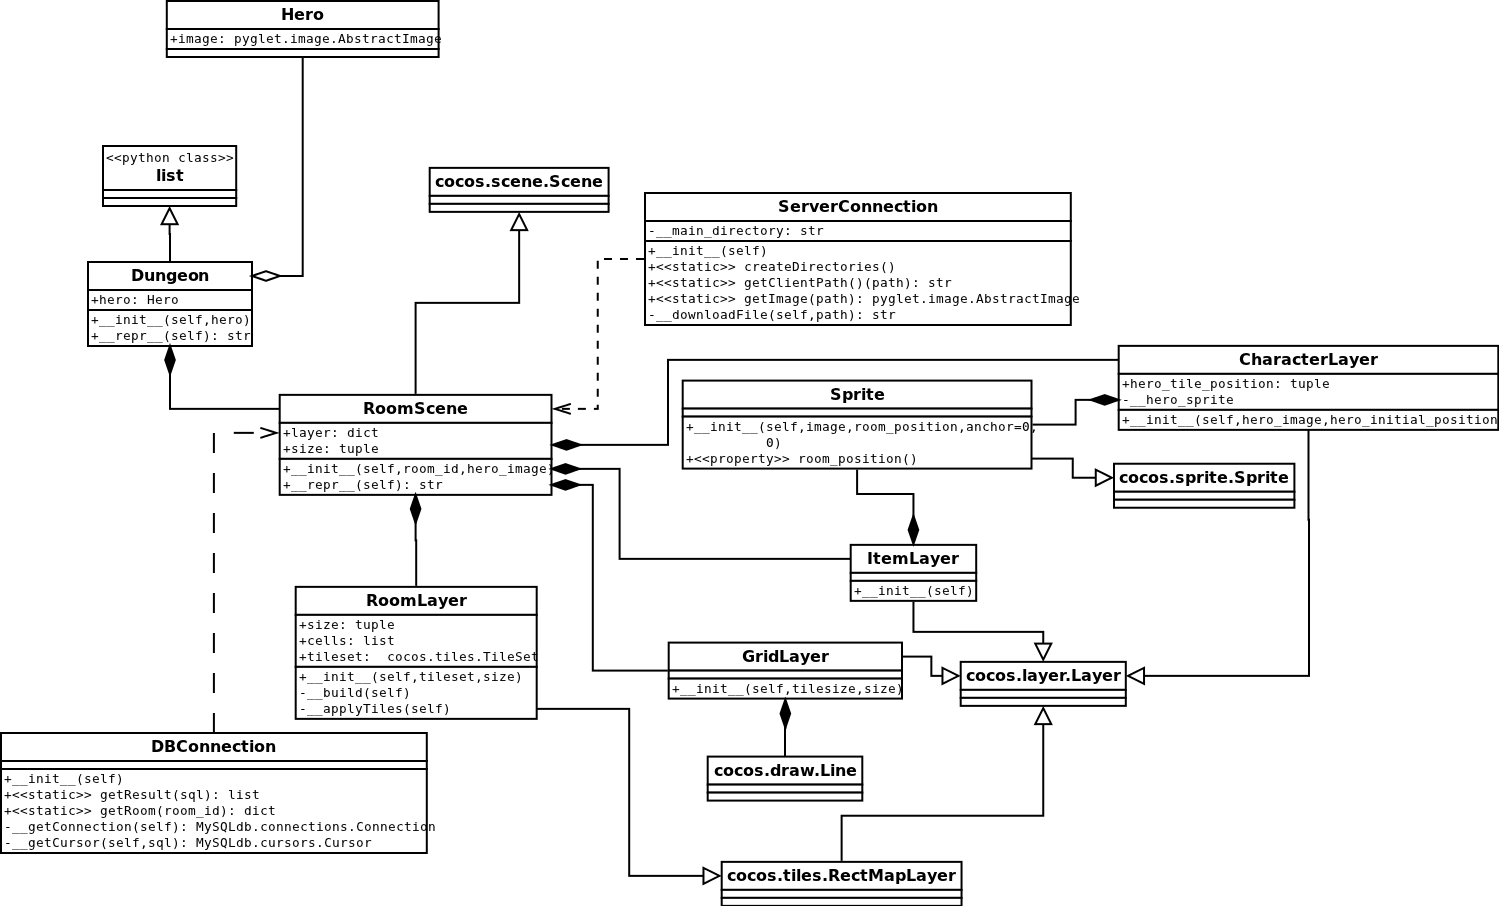 Hero
+image: pyglet.image.AbstractImage
<<python class>>
list
cocos.scene.Scene
ServerConnection
-__main_directory: str
+__init__(self)
+<<static>> createDirectories()
+<<static>> getClientPath()(path): str
+<<static>> getImage(path): pyglet.image.AbstractImage
-__downloadFile(self,path): str
Dungeon
+hero: Hero
+__init__(self,hero)
+__repr__(self): str
CharacterLayer
+hero_tile_position: tuple
-__hero_sprite
+__init__(self,hero_image,hero_initial_position
Sprite
+__init__(self,image,room_position,anchor=0,
0)
+<<property>> room_position()
RoomScene
+layer: dict
+size: tuple
+__init__(self,room_id,hero_image)
+__repr__(self): str
cocos.sprite.Sprite
ItemLayer
+__init__(self)
RoomLayer
+size: tuple
+cells: list
+tileset:  cocos.tiles.TileSet
+__init__(self,tileset,size)
-__build(self)
-__applyTiles(self)
GridLayer
+__init__(self,tilesize,size)
cocos.layer.Layer
DBConnection
+__init__(self)
+<<static>> getResult(sql): list
+<<static>> getRoom(room_id): dict
-__getConnection(self): MySQLdb.connections.Connection
-__getCursor(self,sql): MySQLdb.cursors.Cursor
cocos.draw.Line
cocos.tiles.RectMapLayer